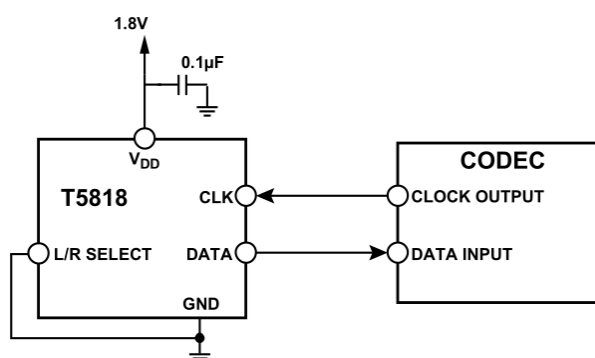 1.8V
0.1µF
VDD
T5818
CODEC
CLK
CLOCK OUTPUT
L/R SELECT
DATA
DATA INPUT
GND